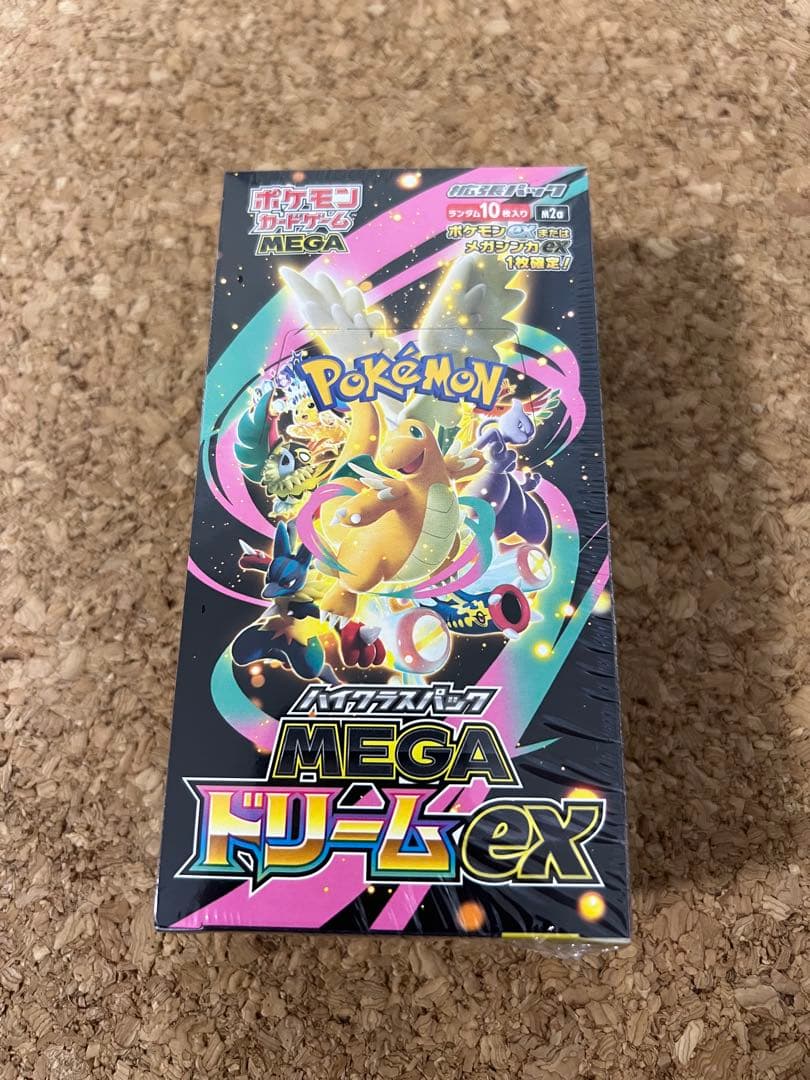 ポケモン
カードゲーム
MEGA
拡張パック
ランダム10枚入り
m2a
ポケモンexまたは
メガシンカex
1枚確定!
POKéMON
ハイクラスパック
MEGA
ドリームex